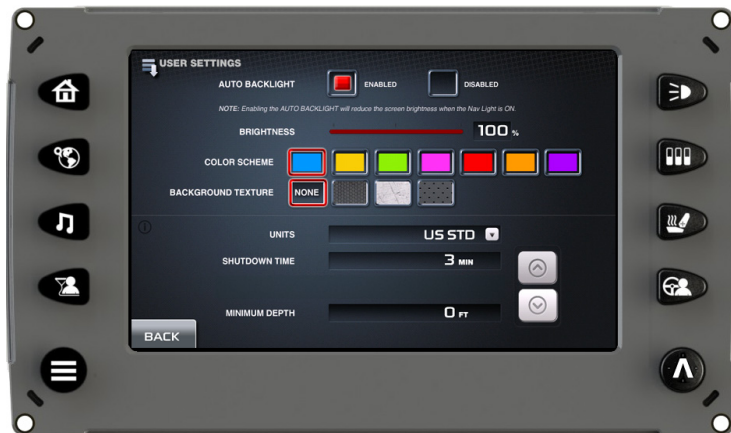 USER SETTINGS
AUTO BACKLIGHT ENABLED DISABLED
NOTE: Enabling the AUTO BACKLIGHT will reduce the screen brightness when the Nav Light is ON.
BRIGHTNESS 100 %
COLOR SCHEME
BACKGROUND TEXTURE NONE
UNITS US STD
SHUTDOWN TIME 3 MIN
MINIMUM DEPTH 0 FT
BACK